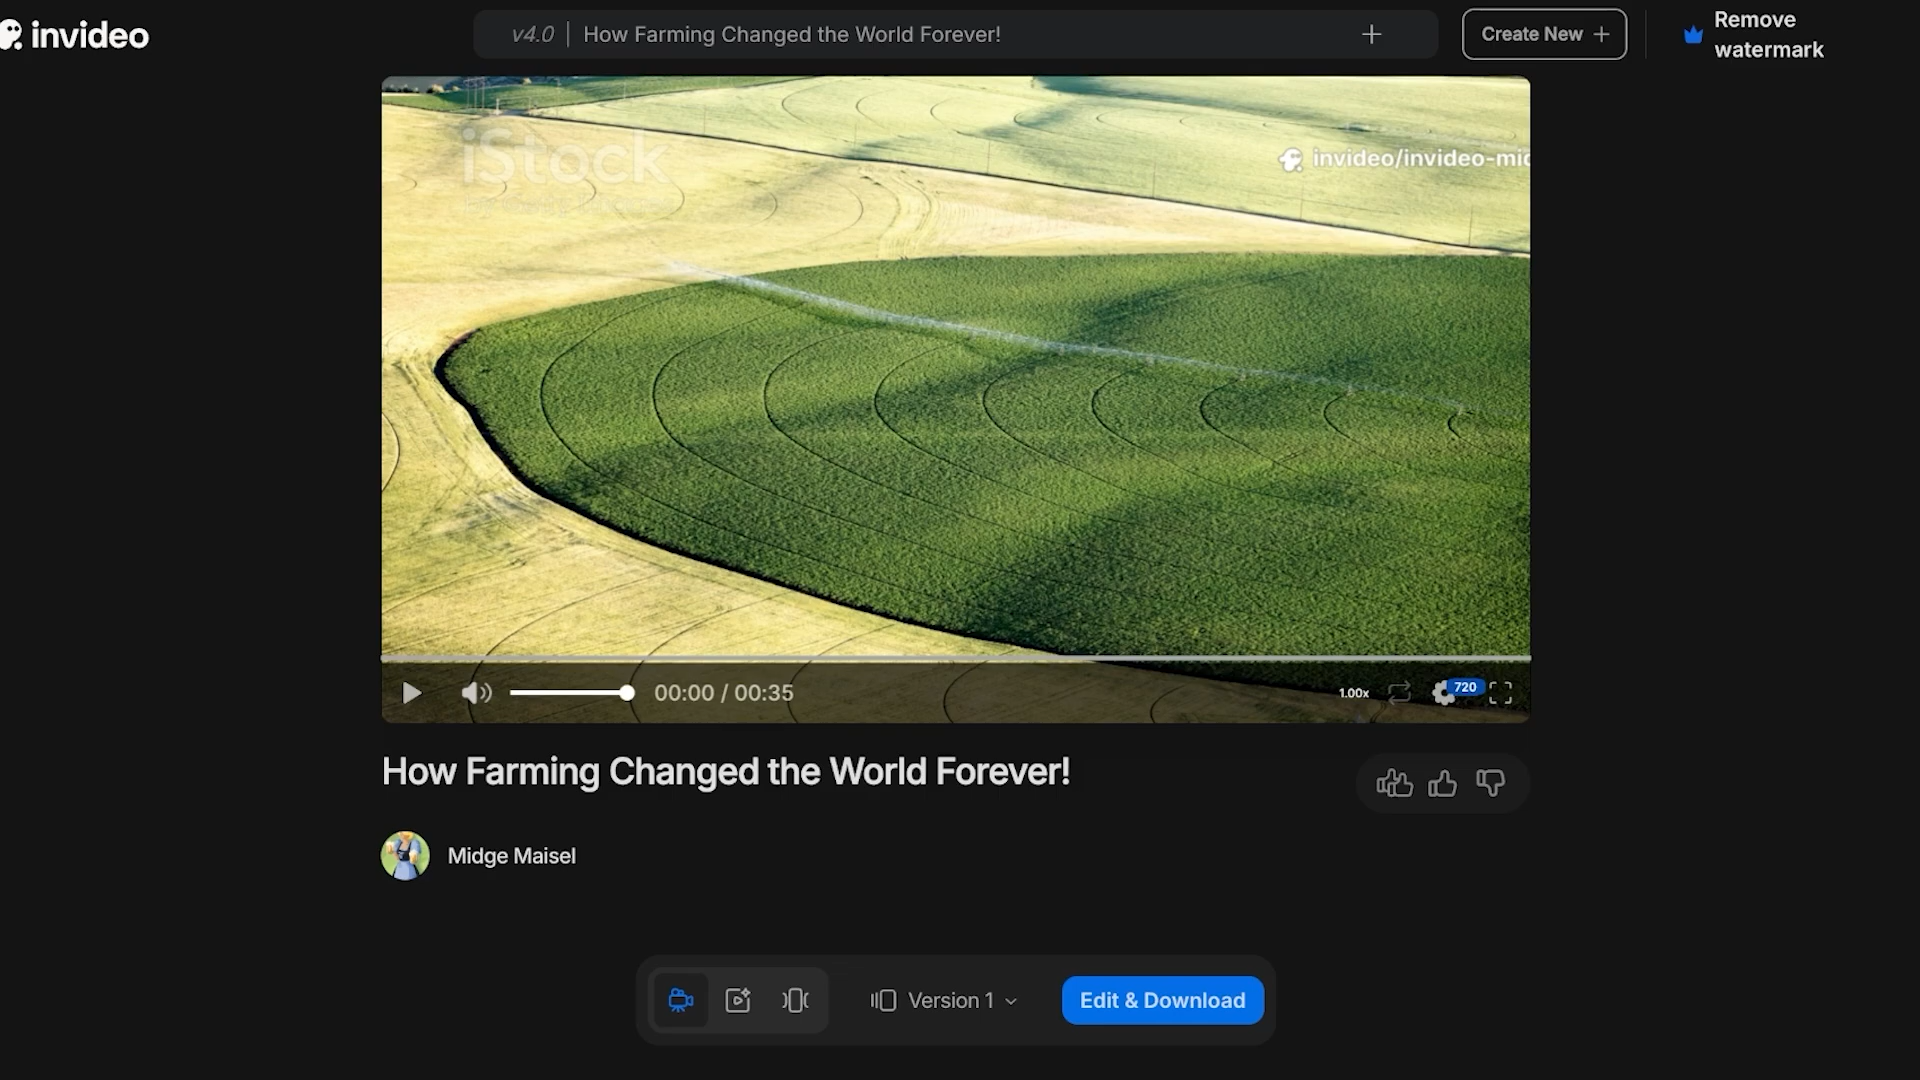 invideo
v4.0 | How Farming Changed the World Forever!
Create New
Remove
watermark
iStock
invideo/invideo-mic
00:00 / 00:35
1.00x
720
How Farming Changed the World Forever!
Midge Maisel
Version 1
Edit & Download